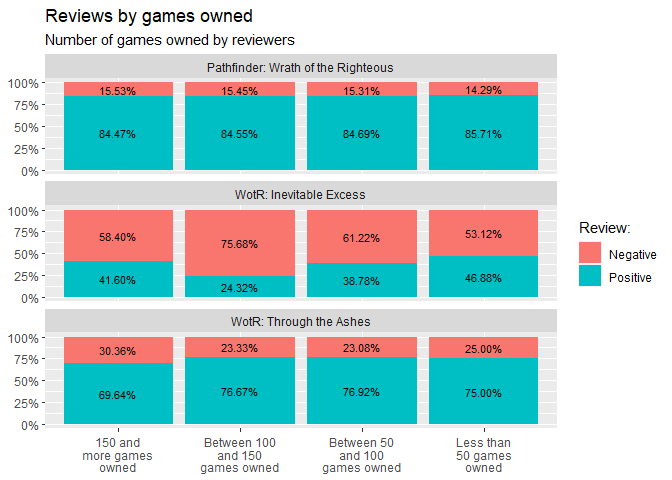 Reviews by games owned
Number of games owned by reviewers
Pathfinder: Wrath of the Righteous
100%
75%
50%
25%
0%
15.53%
15.45%
15.31%
14.29%
84.47%
84.55%
84.69%
85.71%
WotR: Inevitable Excess
100%
75%
50%
25%
0%
58.40%
75.68%
61.22%
53.12%
41.60%
24.32%
38.78%
46.88%
WotR: Through the Ashes
100%
75%
50%
25%
0%
30.36%
23.33%
23.08%
25.00%
69.64%
76.67%
76.92%
75.00%
150 and
more games
owned
Between 100
and 150
games owned
Between 50
and 100
games owned
Less than
50 games
owned
Review:
Negative
Positive